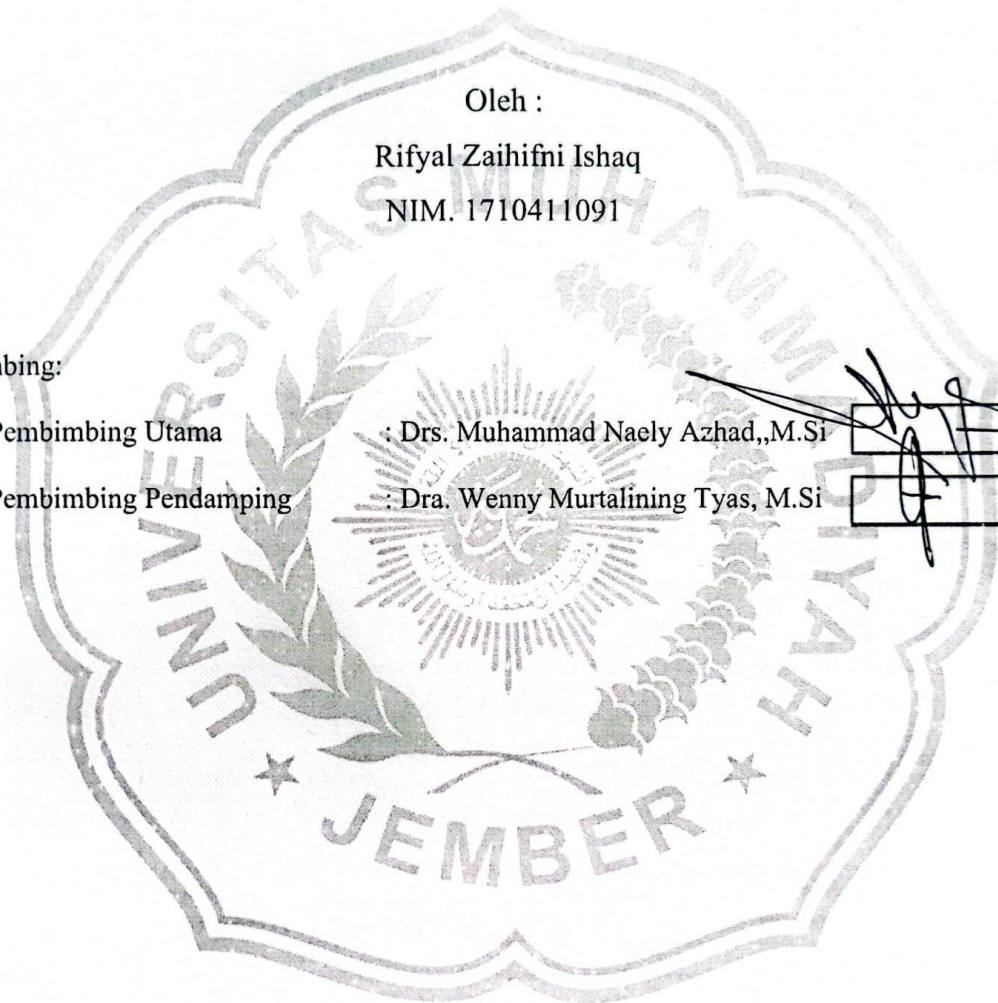 Oleh :
Rifyal Zaihifni Ishaq
NIM. 1710411091
nbing:
Pembimbing Utama : Drs. Muhammad Naely Azhad,,M.Si
Pembimbing Pendamping : Dra. Wenny Murtalining Tyas, M.Si
UNIVERSITAS MUHAMMADIYAH
JEMBER